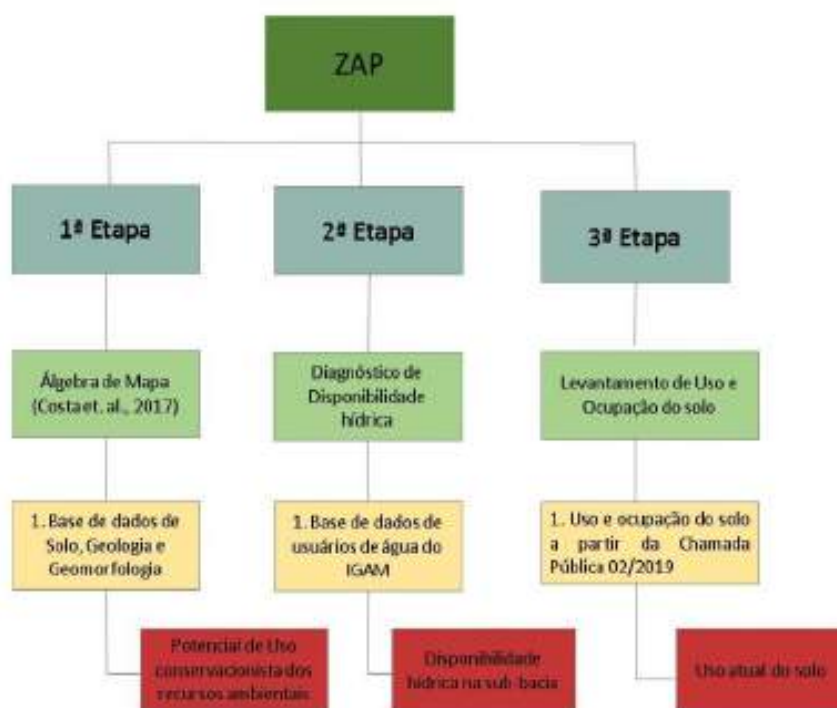 ZAP
1ª Etapa
2ª Etapa
3ª Etapa
Álgebra de Mapa
(Costa et. al., 2017)
Diagnóstico de
Disponibilidade
hídrica
Levantamento de Uso e
Ocupação do solo
1. Base de dados de
Solo, Geologia e
Geomorfologia
1. Base de dados de
usuários de água do
IGAM
1. Uso e ocupação do solo
a partir da Chamada
Pública 02/2019
Potencial de Uso
conservacionista dos
recursos ambientais
Disponibilidade
hídrica na sub-bacia
Uso atual do solo